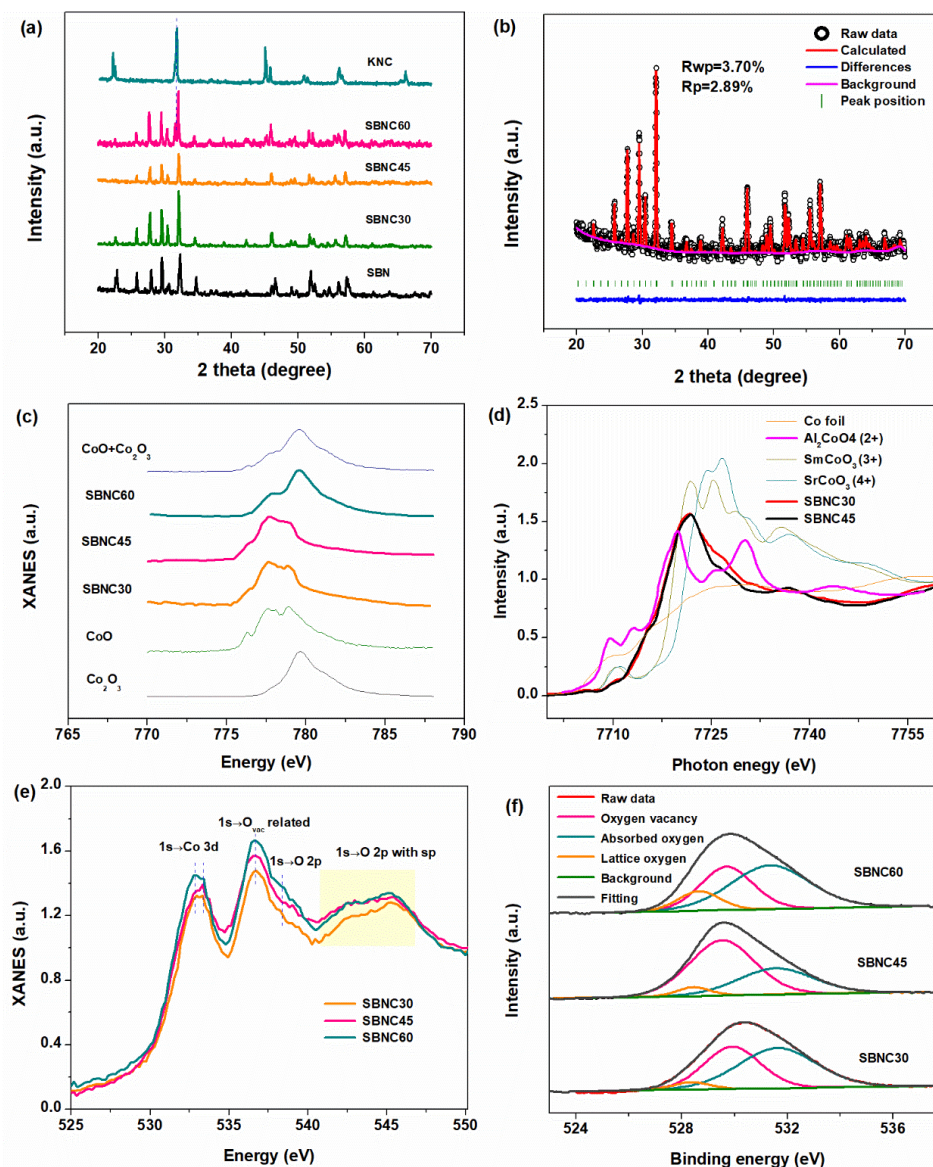 (a)
KNC
SBNC60
SBNC45
SBNC30
SBN
Intensity (a.u.)
20 30 40 50 60 70
2 theta (degree)
(b)
Rwp=3.70%
Rp=2.89%
Raw data
Calculated
Differences
Background
Peak position
Intensity (a.u.)
20 30 40 50 60 70
2 theta (degree)
(c)
CoO+Co2O3
SBNC60
SBNC45
SBNC30
CoO
Co2O3
XANES (a.u.)
765 770 775 780 785 790
Energy (eV)
(d)
2.5
2.0
1.5
1.0
0.5
0.0
Co foil
Al2CoO4 (2+)
SmCoO3 (3+)
SrCoO3 (4+)
SBNC30
SBNC45
Intensity (a.u.)
7710 7725 7740 7755
Photon enegy (eV)
(e)
2.0
1.6
1.2
0.8
0.4
0.0
1s→Ovac related
1s→Co 3d
1s→O 2p
1s→O 2p with sp
SBNC30
SBNC45
SBNC60
XANES (a.u.)
525 530 535 540 545 550
Energy (eV)
(f)
Raw data
Oxygen vacancy
Absorbed oxygen
Lattice oxygen
Background
Fitting
SBNC60
SBNC45
SBNC30
Intensity (a.u.)
524 528 532 536
Binding energy (eV)